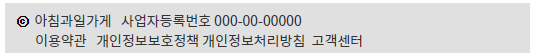 ⓒ 아침과일가게 사업자등록번호 000-00-00000
이용약관 개인정보보호정책 개인정보처리방침 고객센터